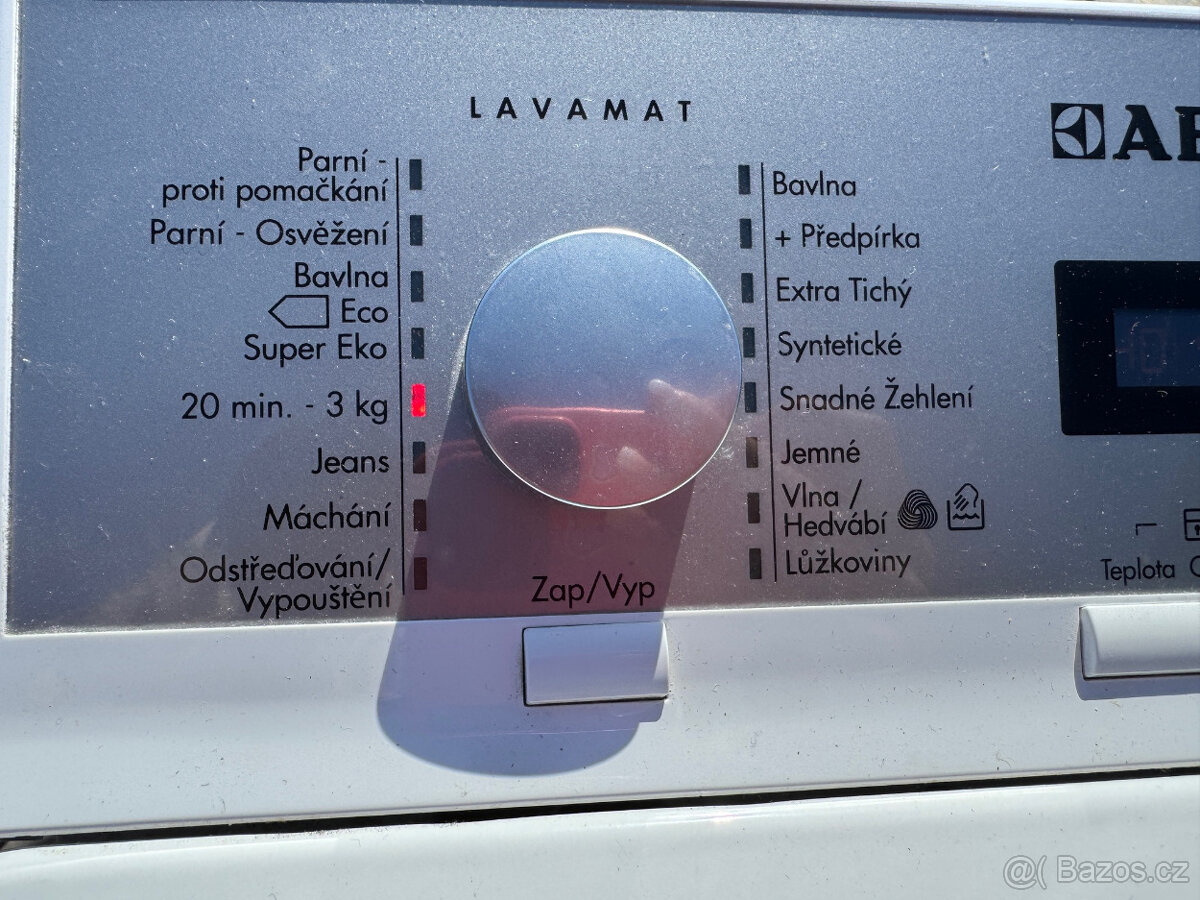 LAVAMAT
Parní -
proti pomačkání
Parní - Osvěžení
Bavlna
Eco
Super Eko
20 min. - 3 kg
Jeans
Máchání
Odstřeďování/
Vypouštění
Zap/Vyp
Bavlna
+ Předpírka
Extra Tichý
Syntetické
Snadné Žehlení
Jemné
Vlna /
Hedvábí
Lůžkoviny
Teplota
@( Bazos.cz